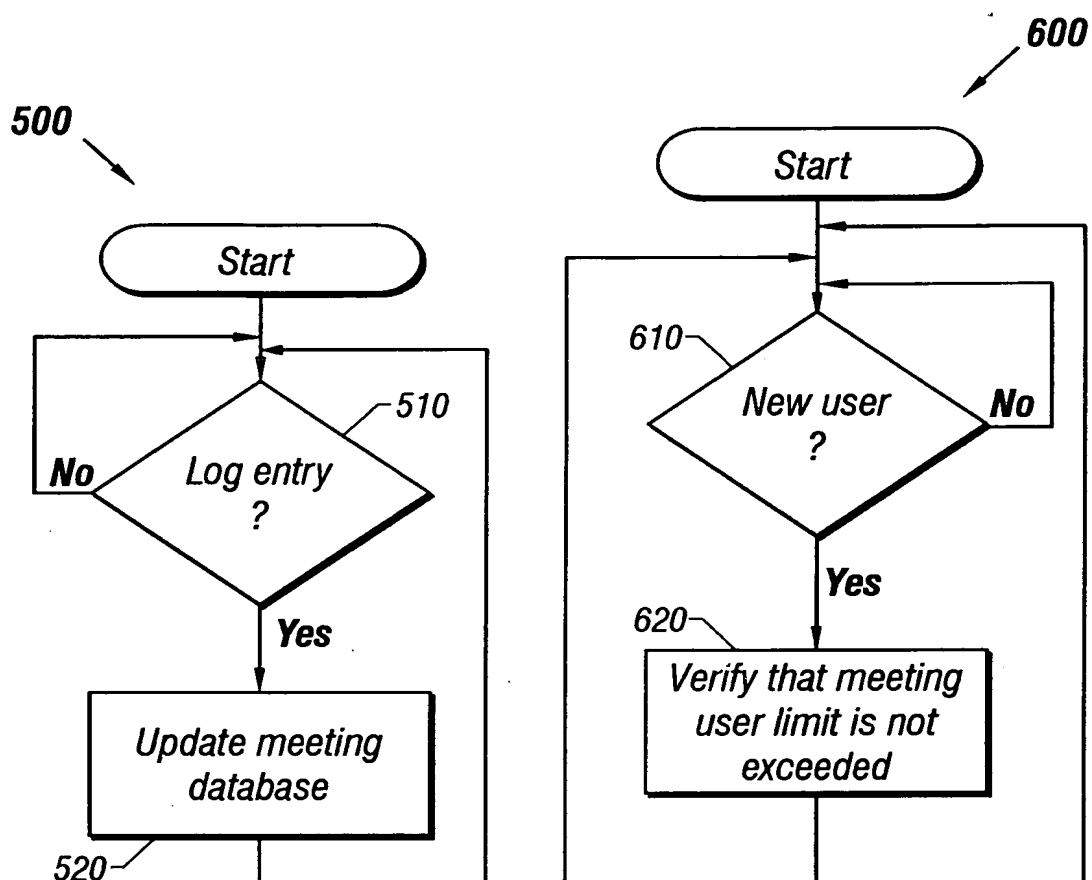 500
Start
510
Log entry
?
No
Yes
Update meeting
database
520
600
Start
610
New user
?
No
Yes
620
Verify that meeting
user limit is not
exceeded